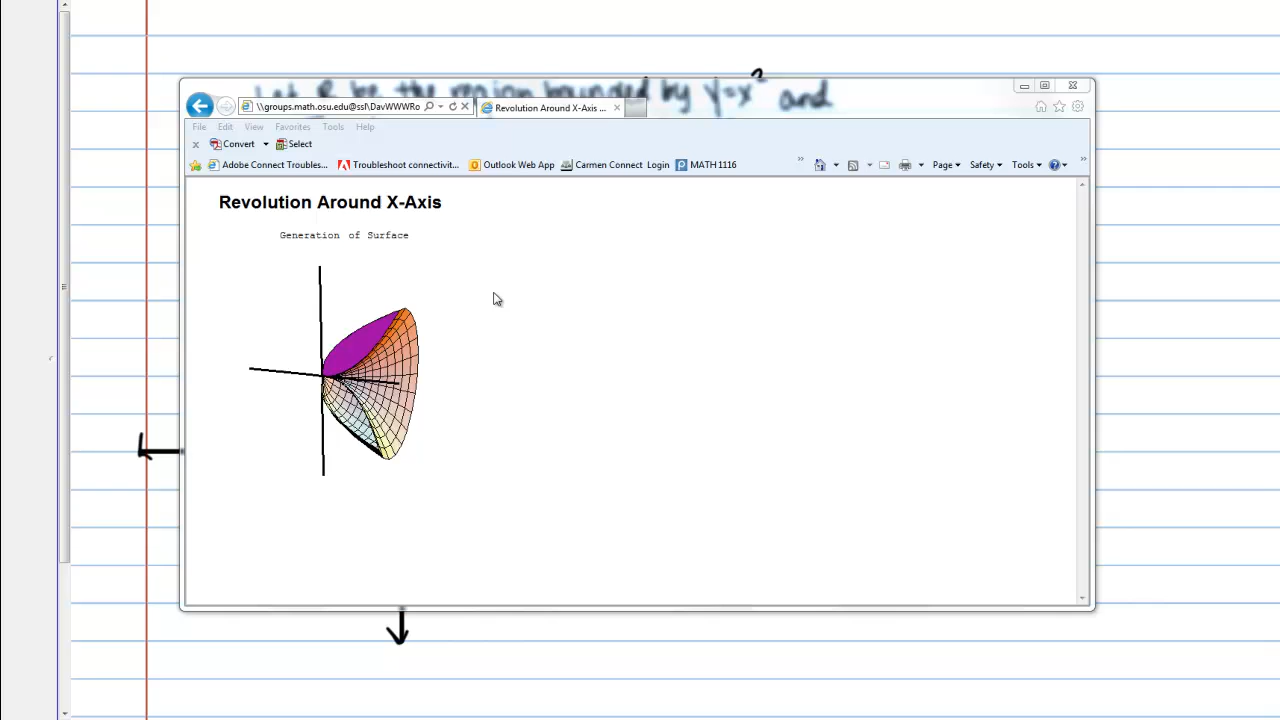 Let R be the region bounded by y=x² and
\\groups.math.osu.edu@ssl\DavWWWRo
Revolution Around X-Axis ...
File Edit View Favorites Tools Help
x Convert Select
Adobe Connect Troubles... Troubleshoot connectivit... Outlook Web App Carmen Connect Login MATH 1116 » Page Safety Tools »
Revolution Around X-Axis
Generation of Surface